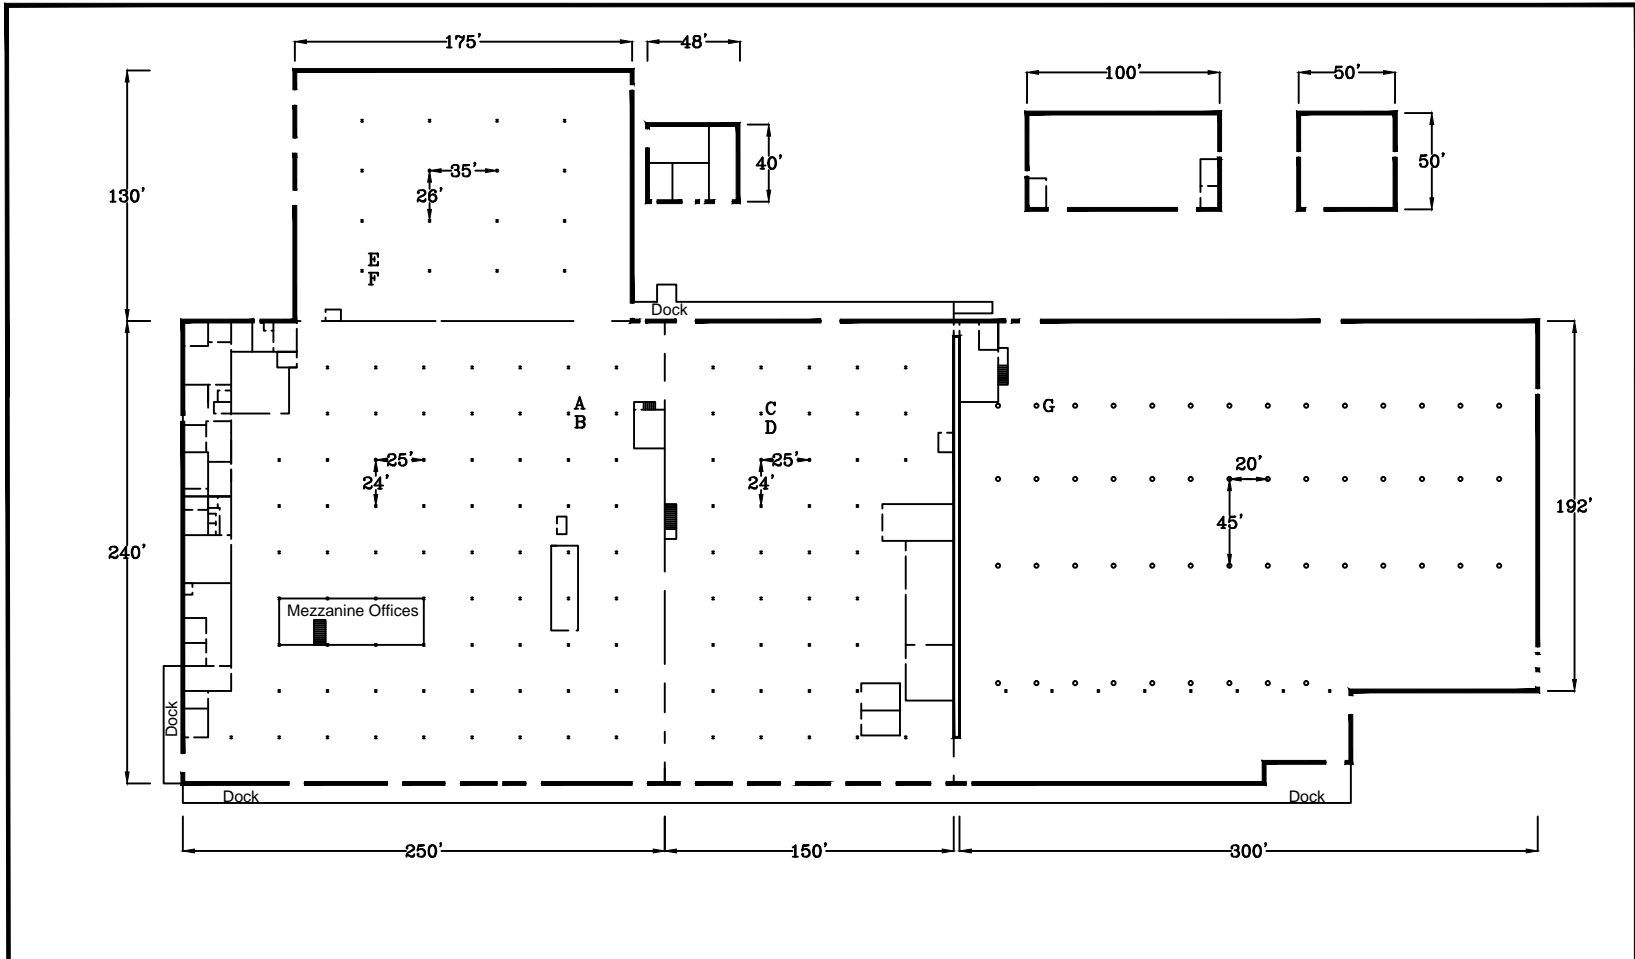 175'
48'
100'
50'
40'
50'
35'
130'
26'
E
F
Dock
A
B
C
D
G
25'
25'
20'
24'
24'
192'
45'
240'
Mezzanine Offices
Dock
Dock
Dock
250'
150'
300'